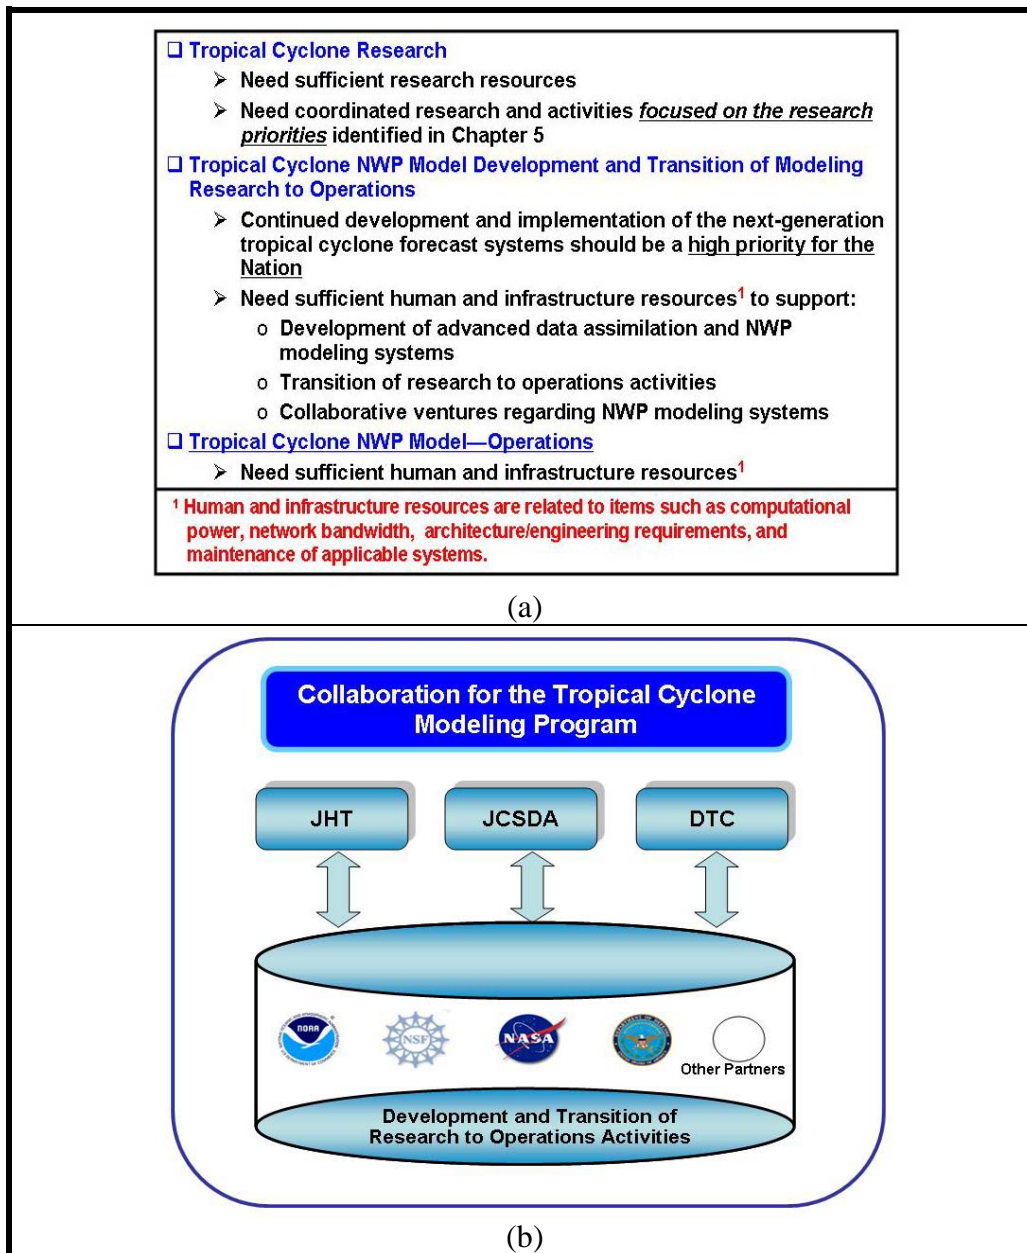 ❑ Tropical Cyclone Research
➢ Need sufficient research resources
➢ Need coordinated research and activities focused on the research
priorities identified in Chapter 5
❑ Tropical Cyclone NWP Model Development and Transition of Modeling
Research to Operations
➢ Continued development and implementation of the next-generation
tropical cyclone forecast systems should be a high priority for the
Nation
➢ Need sufficient human and infrastructure resources¹ to support:
o Development of advanced data assimilation and NWP
modeling systems
o Transition of research to operations activities
o Collaborative ventures regarding NWP modeling systems
❑ Tropical Cyclone NWP Model—Operations
➢ Need sufficient human and infrastructure resources¹
¹ Human and infrastructure resources are related to items such as computational
power, network bandwidth, architecture/engineering requirements, and
maintenance of applicable systems.
(a)
Collaboration for the Tropical Cyclone
Modeling Program
JHT
JCSDA
DTC
NOAA
NSF
NASA
Other Partners
Development and Transition of
Research to Operations Activities
(b)